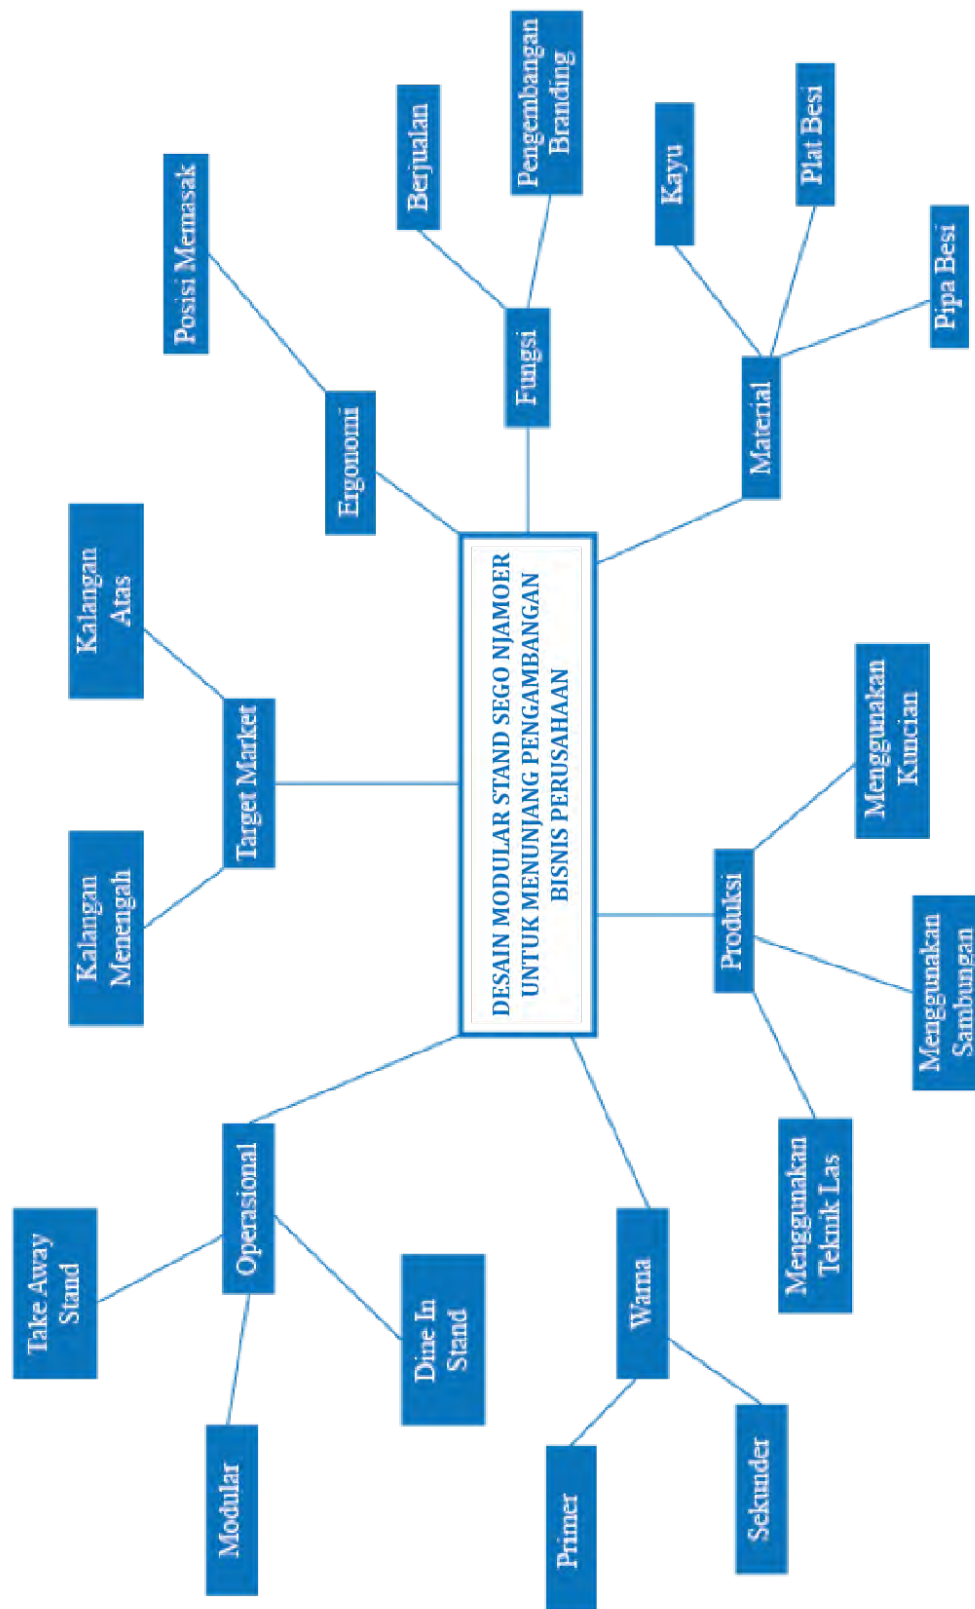 Take Away
Stand
Modular
Operasional
Dine In
Stand
Kalangan
Menengah
Kalangan
Atas
Target Market
Posisi Memasak
Ergonomi
Berjualan
Pengembangan
Branding
Fungsi
DESAIN MODULAR STAND SEGO NJAMOER
UNTUK MENUNJANG PENGAMBANGAN
BISNIS PERUSAHAAN
Primer
Warna
Sekunder
Menggunakan
Teknik Las
Produksi
Menggunakan
Sambungan
Menggunakan
Kuncian
Material
Kayu
Plat Besi
Pipa Besi